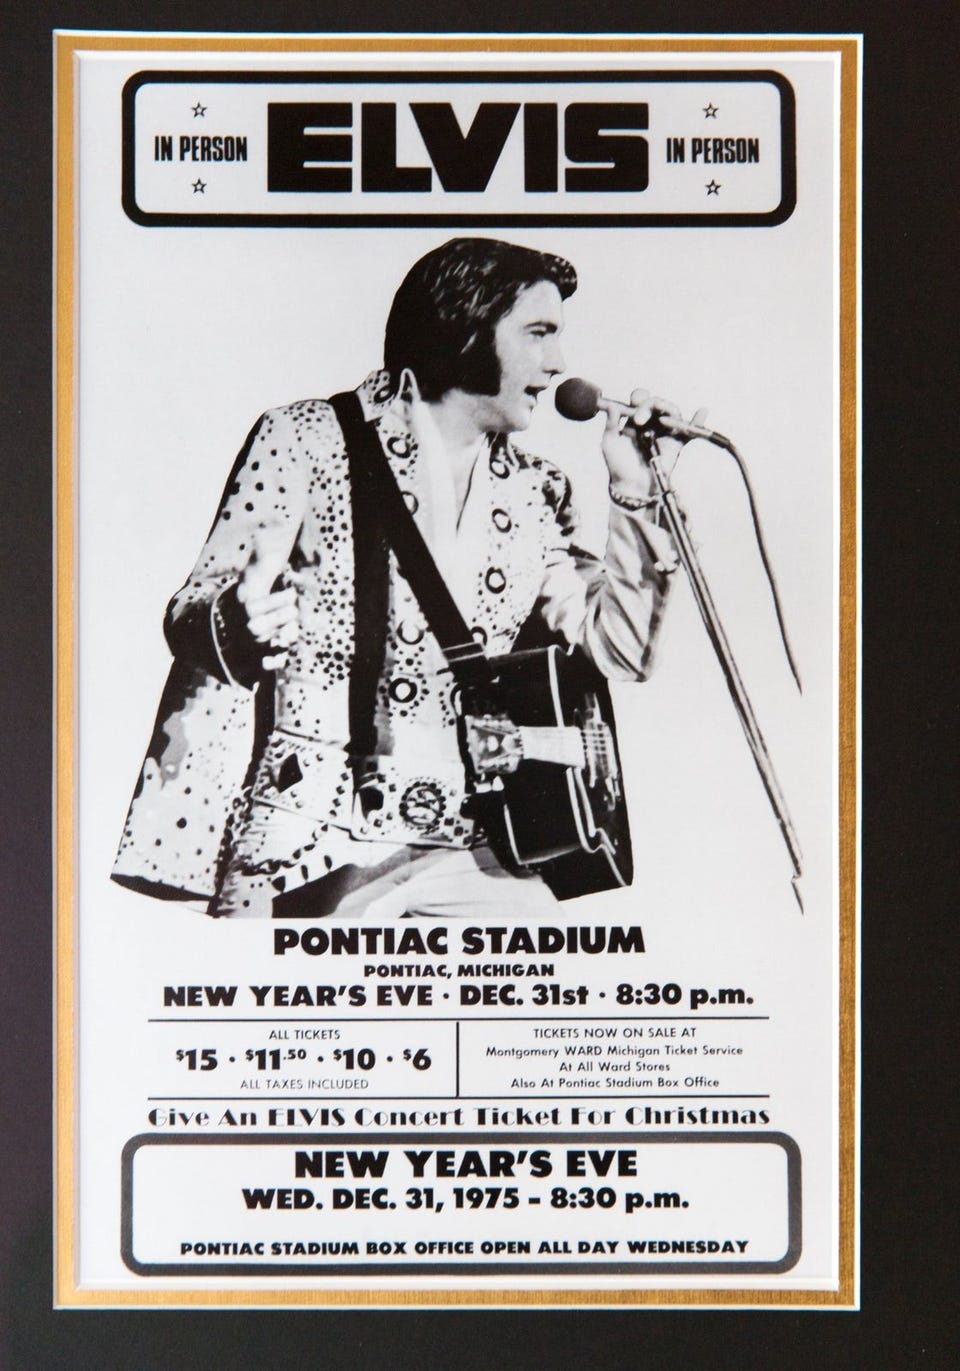 IN PERSON ELVIS IN PERSON
PONTIAC STADIUM
PONTIAC, MICHIGAN
NEW YEAR'S EVE · DEC. 31st · 8:30 p.m.
ALL TICKETS
$15 · $11.50 · $10 · $6
ALL TAXES INCLUDED
TICKETS NOW ON SALE AT
Montgomery WARD Michigan Ticket Service
At All Ward Stores
Also At Pontiac Stadium Box Office
Give An ELVIS Concert Ticket For Christmas
NEW YEAR'S EVE
WED. DEC. 31, 1975 – 8:30 p.m.
PONTIAC STADIUM BOX OFFICE OPEN ALL DAY WEDNESDAY